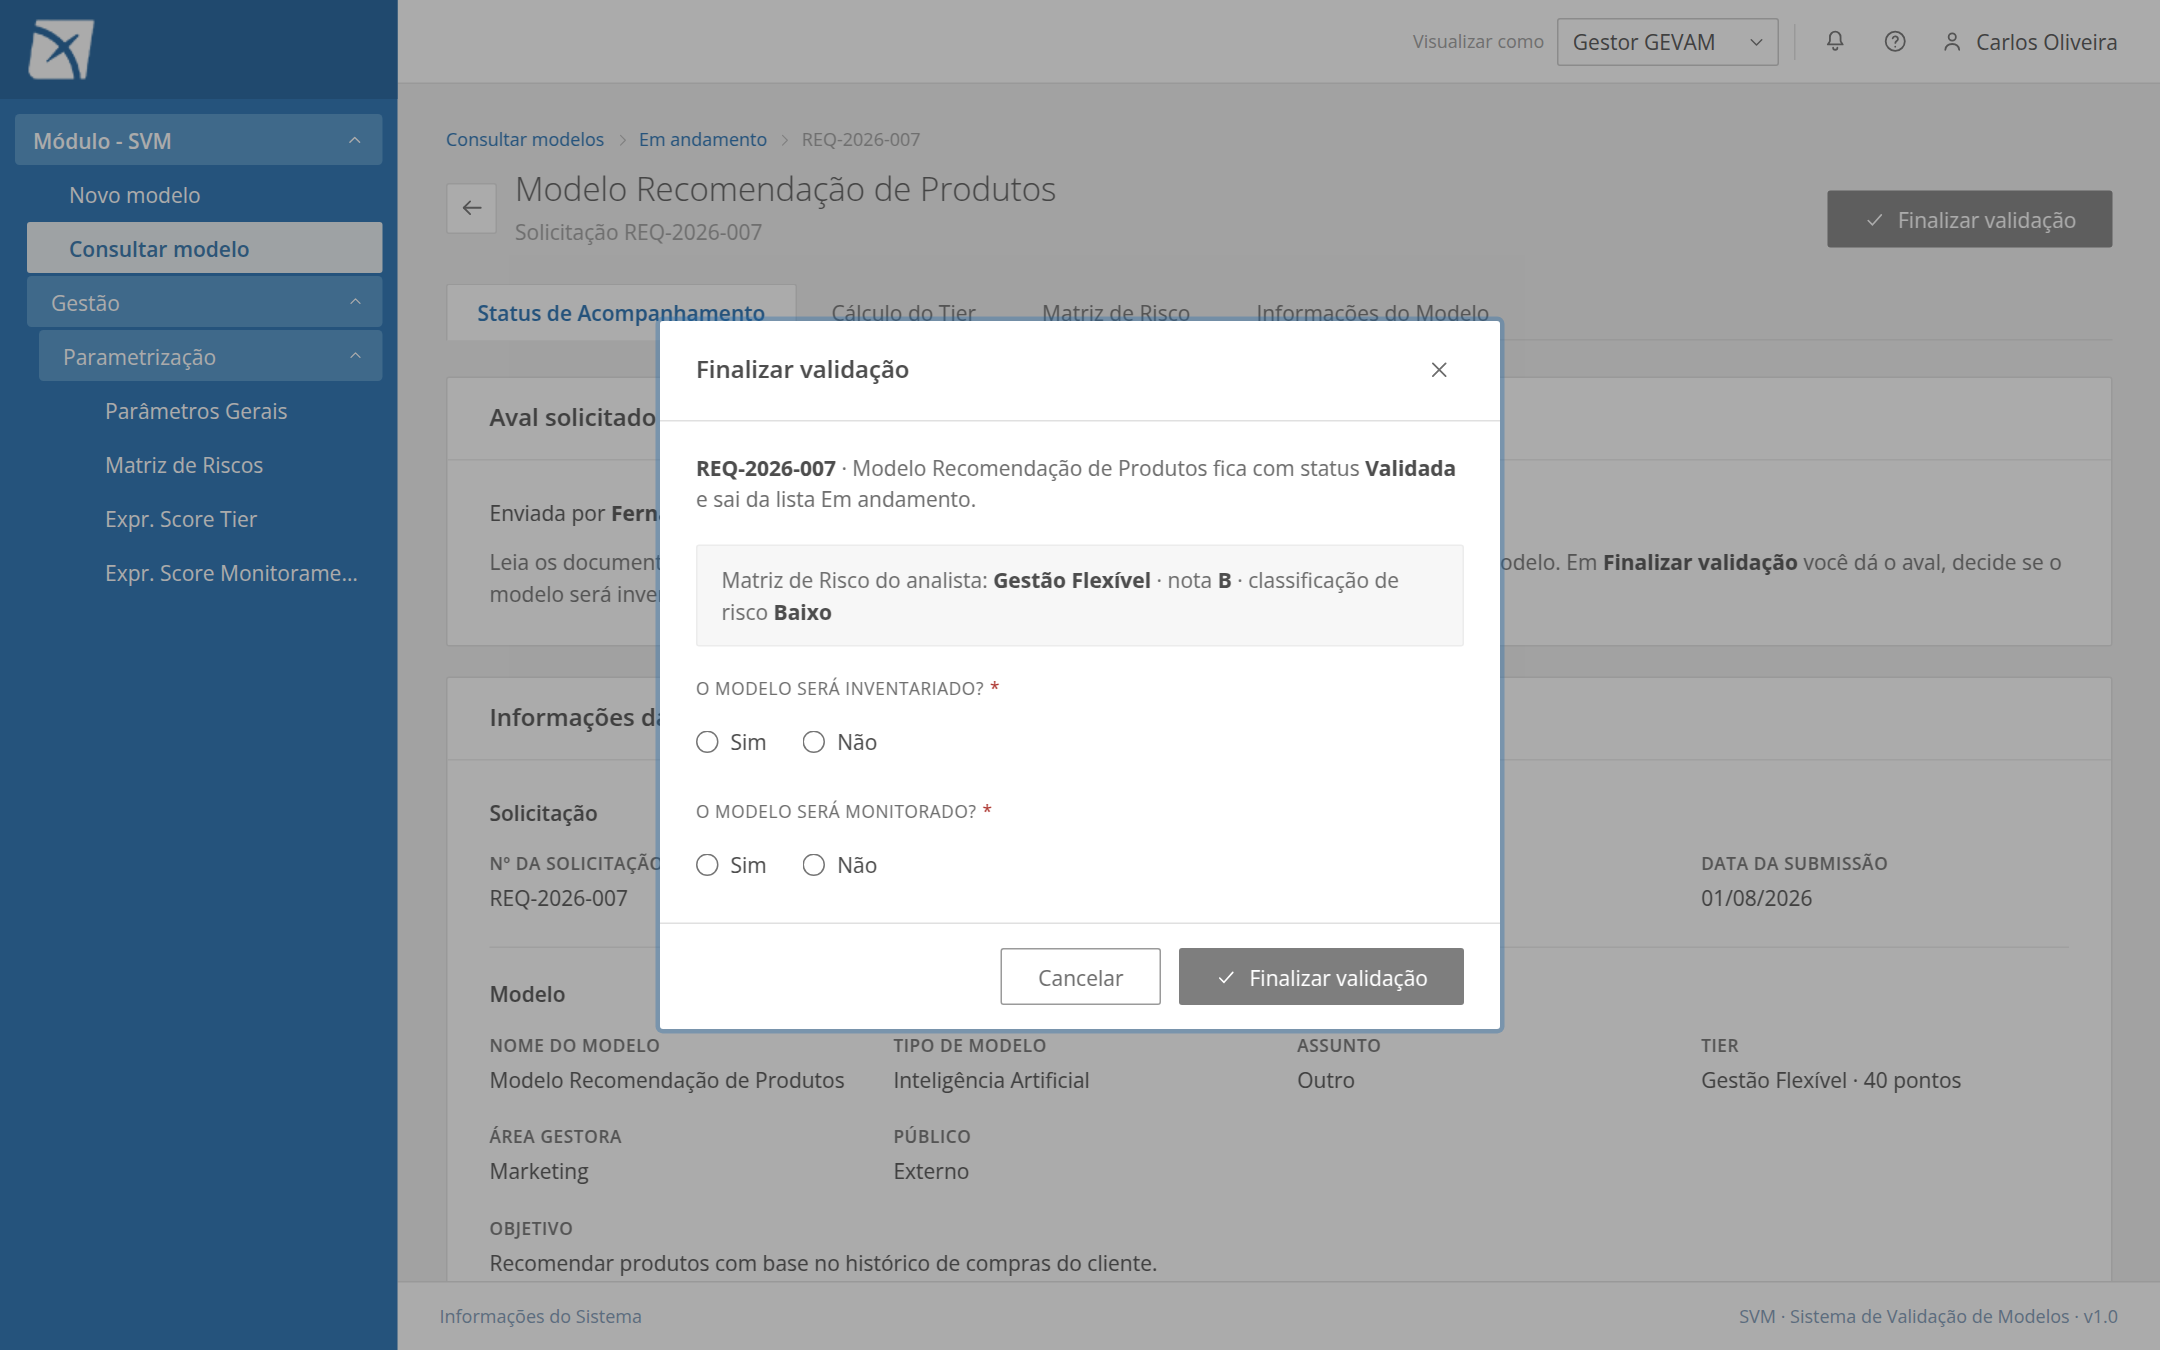 Visualizar como
Gestor GEVAM
Carlos Oliveira
Módulo - SVM
Novo modelo
Consultar modelo
Gestão
Parametrização
Parâmetros Gerais
Matriz de Riscos
Expr. Score Tier
Expr. Score Monitorame...
Consultar modelos > Em andamento > REQ-2026-007
Modelo Recomendação de Produtos
Solicitação REQ-2026-007
Finalizar validação
Status de Acompanhamento
Cálculo do Tier
Matriz de Risco
Informações do Modelo
Aval solicitado
Enviada por
Leia os
Em Finalizar validação você dá o aval, decide se o
modelo será
Finalizar validação
REQ-2026-007 · Modelo Recomendação de Produtos fica com status Validada
e sai da lista Em andamento.
Matriz de Risco do analista: Gestão Flexível · nota B · classificação de
risco Baixo
O MODELO SERÁ INVENTARIADO? *
Sim
Não
O MODELO SERÁ MONITORADO? *
Sim
Não
Cancelar
Finalizar validação
Informações
Solicitação
Nº DA SOLICITAÇÃO
REQ-2026-007
DATA DA SUBMISSÃO
01/08/2026
Modelo
NOME DO MODELO
Modelo Recomendação de Produtos
TIPO DE MODELO
Inteligência Artificial
ASSUNTO
Outro
TIER
Gestão Flexível · 40 pontos
ÁREA GESTORA
Marketing
PÚBLICO
Externo
OBJETIVO
Recomendar produtos com base no histórico de compras do cliente.
Informações do Sistema
SVM · Sistema de Validação de Modelos · v1.0